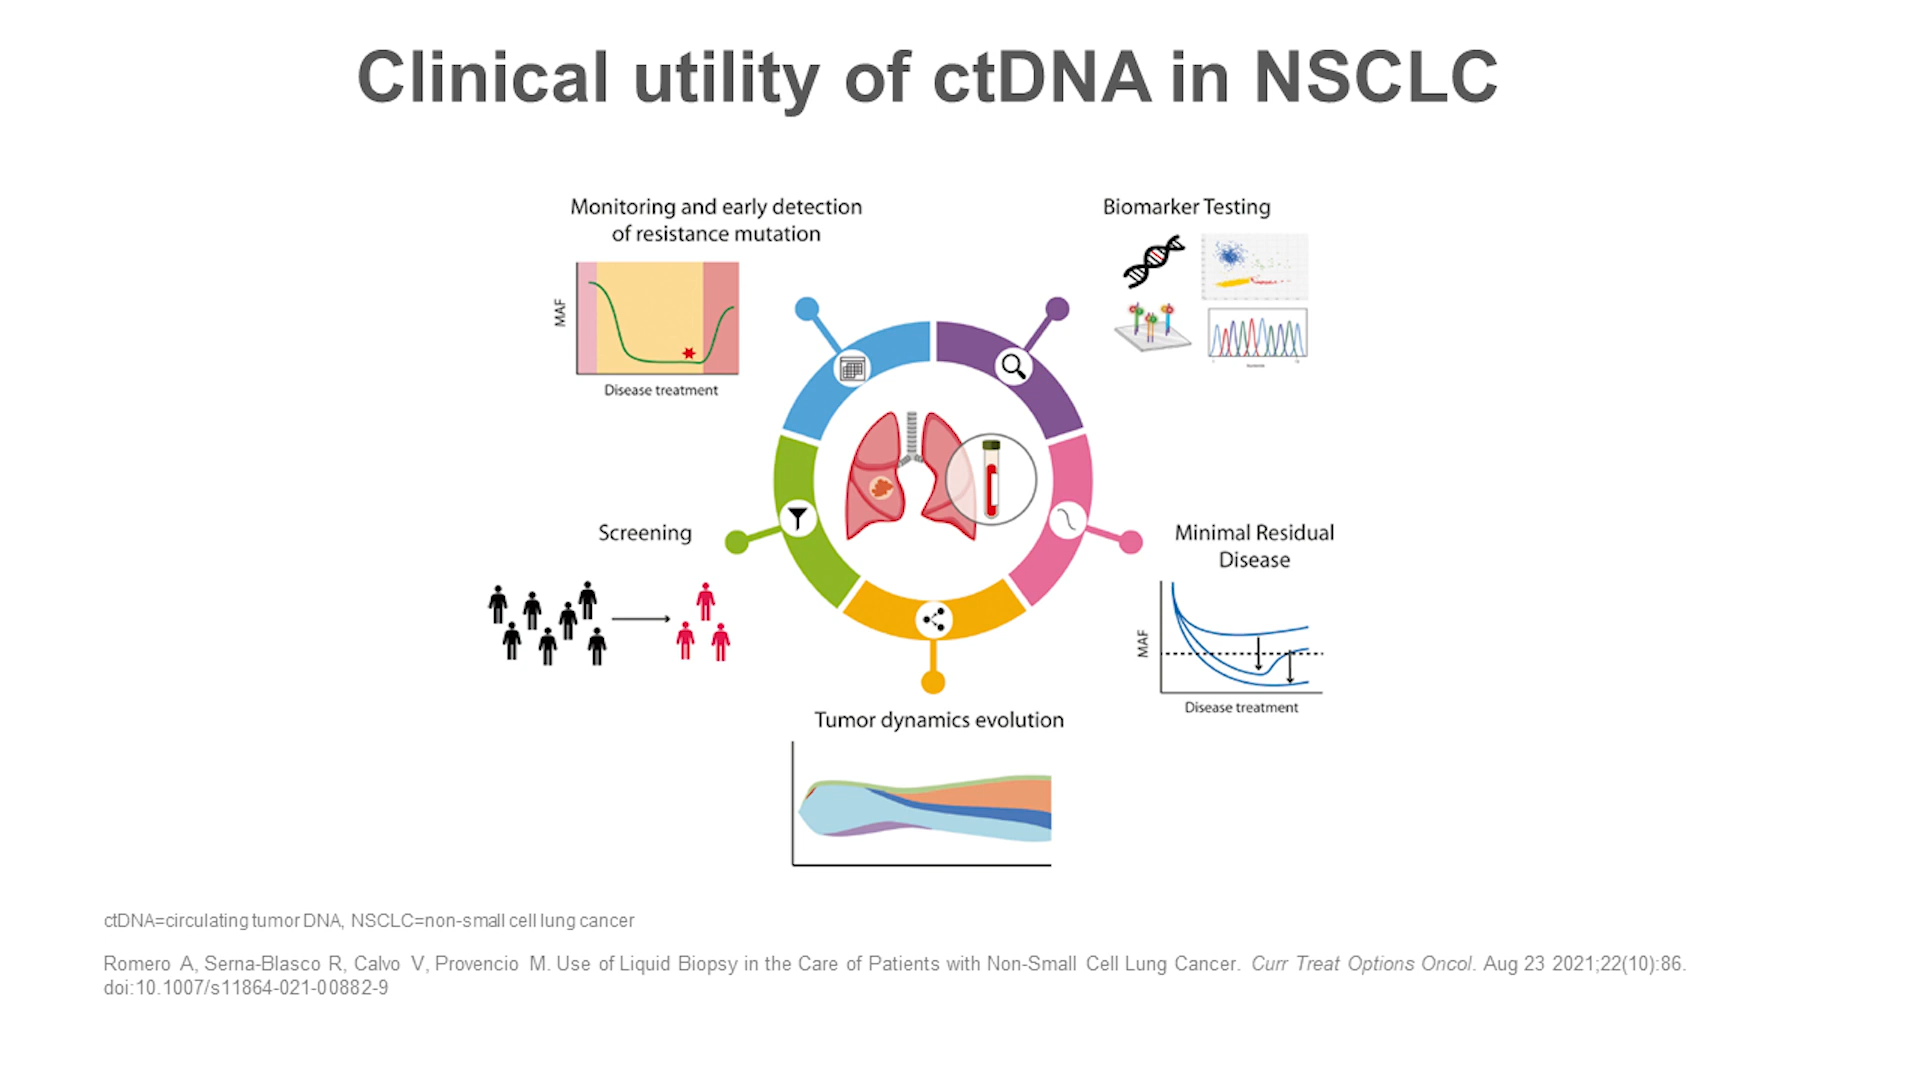 Clinical utility of ctDNA in NSCLC
Monitoring and early detection
of resistance mutation
MAF
Disease treatment
Biomarker Testing
Screening
Minimal Residual
Disease
MAF
Disease treatment
Tumor dynamics evolution
ctDNA=circulating tumor DNA, NSCLC=non-small cell lung cancer
Romero A, Serna-Blasco R, Calvo V, Provencio M. Use of Liquid Biopsy in the Care of Patients with Non-Small Cell Lung Cancer. Curr Treat Options Oncol. Aug 23 2021;22(10):86.
doi:10.1007/s11864-021-00882-9